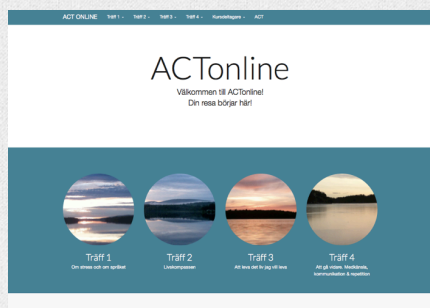 ACT ONLINE Träff 1 Träff 2 Träff 3 Träff 4 Kursdeltagare ACT
ACTonline
Välkommen till ACTonline!
Din resa börjar här!
Träff 1
Om stress och om språket
Träff 2
Livskompassen
Träff 3
Att leva det liv jag vill leva
Träff 4
Att gå vidare. Medkänsla,
kommunikation & repetition